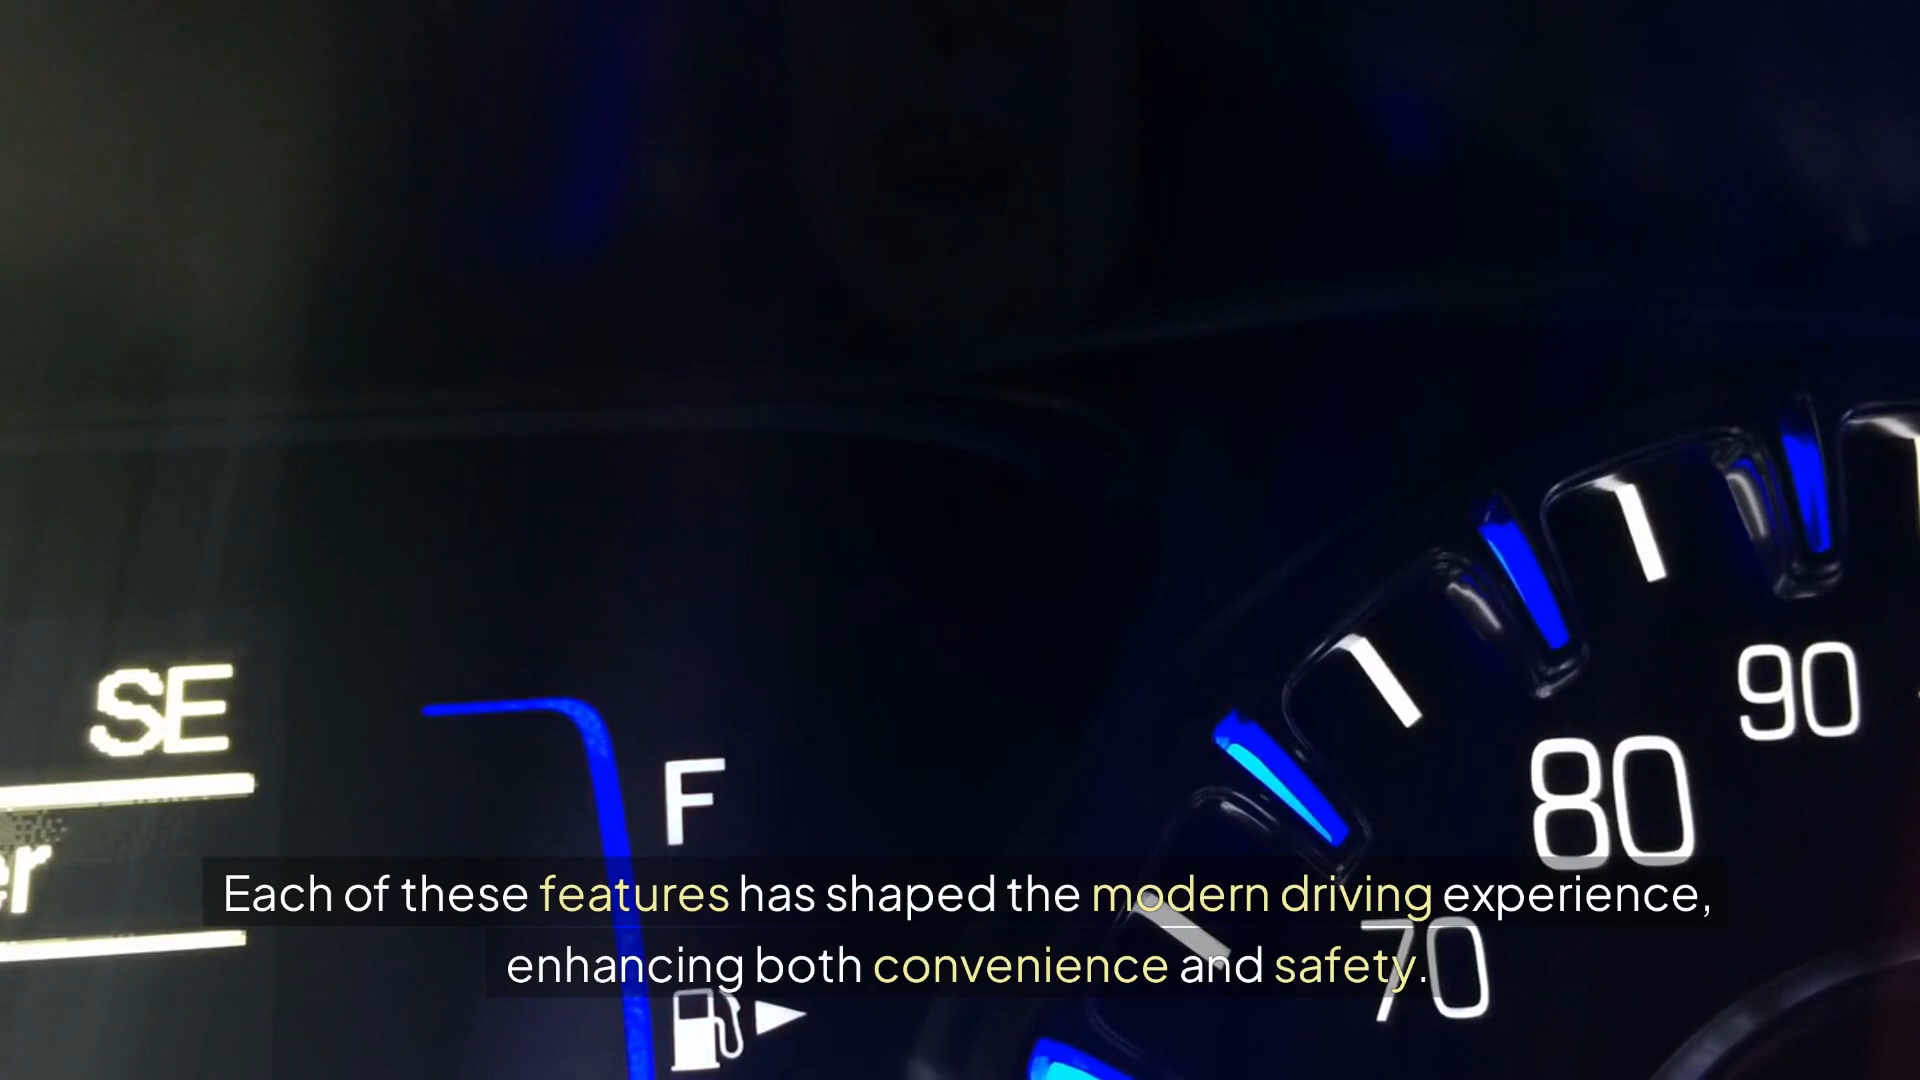 90
SE
80
F
er
Each of these features has shaped the modern driving experience,
70
enhancing both convenience and safety.